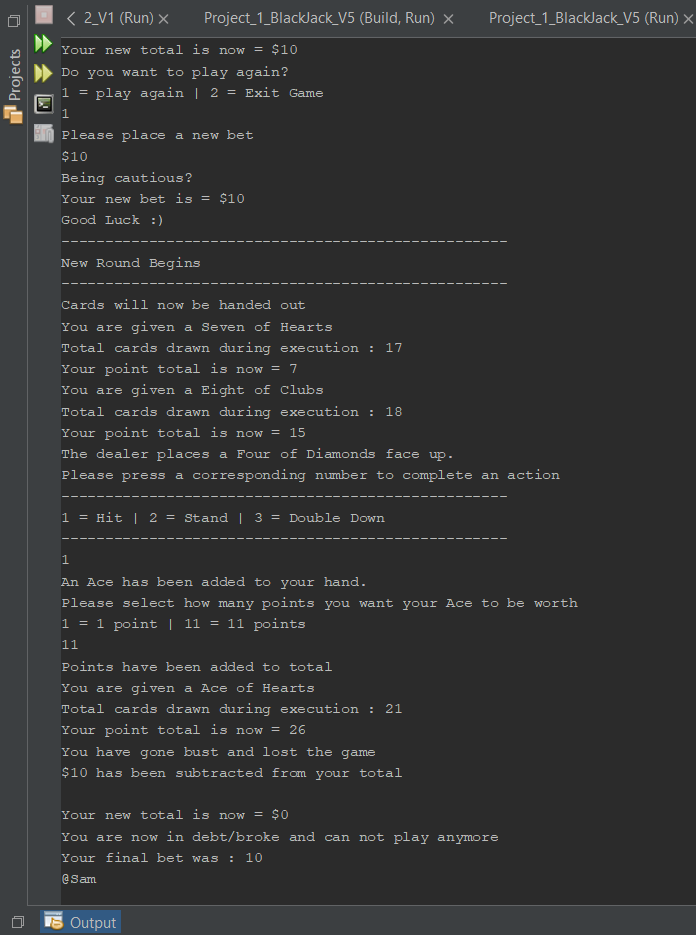 2_V1 (Run)
Project_1_BlackJack_V5 (Build, Run)
Project_1_BlackJack_V5 (Run)
Projects
Your new total is now = $10
Do you want to play again?
1 = play again | 2 = Exit Game
1
Please place a new bet
$10
Being cautious?
Your new bet is = $10
Good Luck :)
---------------------------------------------------
New Round Begins
---------------------------------------------------
Cards will now be handed out
You are given a Seven of Hearts
Total cards drawn during execution : 17
Your point total is now = 7
You are given a Eight of Clubs
Total cards drawn during execution : 18
Your point total is now = 15
The dealer places a Four of Diamonds face up.
Please press a corresponding number to complete an action
---------------------------------------------------
1 = Hit | 2 = Stand | 3 = Double Down
---------------------------------------------------
1
An Ace has been added to your hand.
Please select how many points you want your Ace to be worth
1 = 1 point | 11 = 11 points
11
Points have been added to total
You are given a Ace of Hearts
Total cards drawn during execution : 21
Your point total is now = 26
You have gone bust and lost the game
$10 has been subtracted from your total
Your new total is now = $0
You are now in debt/broke and can not play anymore
Your final bet was : 10
@Sam
Output